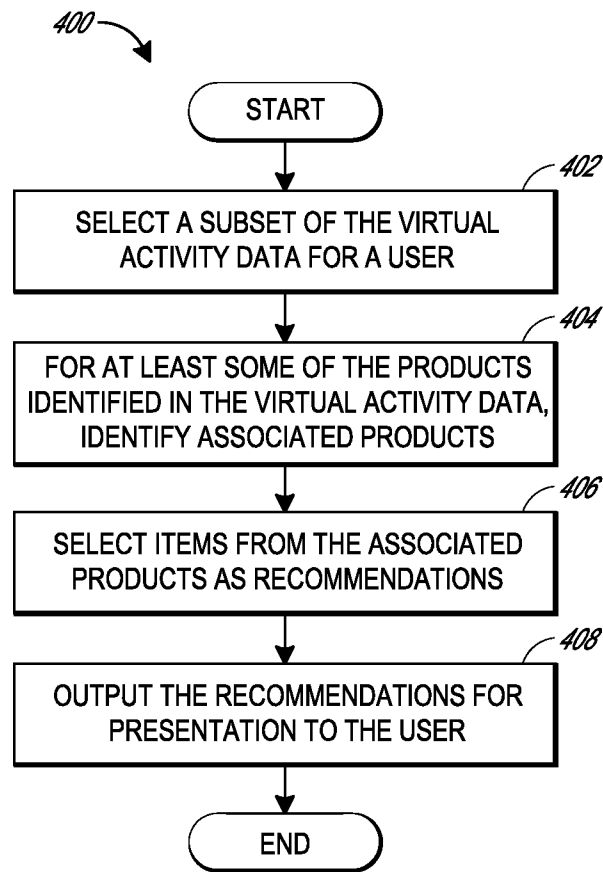 400
START
402
SELECT A SUBSET OF THE VIRTUAL
ACTIVITY DATA FOR A USER
404
FOR AT LEAST SOME OF THE PRODUCTS
IDENTIFIED IN THE VIRTUAL ACTIVITY DATA,
IDENTIFY ASSOCIATED PRODUCTS
406
SELECT ITEMS FROM THE ASSOCIATED
PRODUCTS AS RECOMMENDATIONS
408
OUTPUT THE RECOMMENDATIONS FOR
PRESENTATION TO THE USER
END